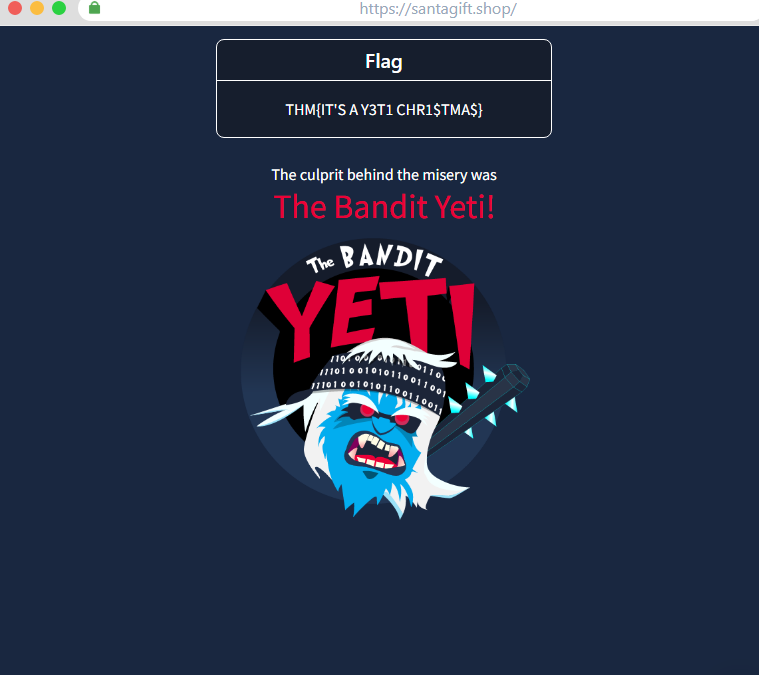 https://santagift.shop/
Flag
THM{IT'S A Y3T1 CHR1$TMA$}
The culprit behind the misery was
The Bandit Yeti!
The BANDIT
YETI